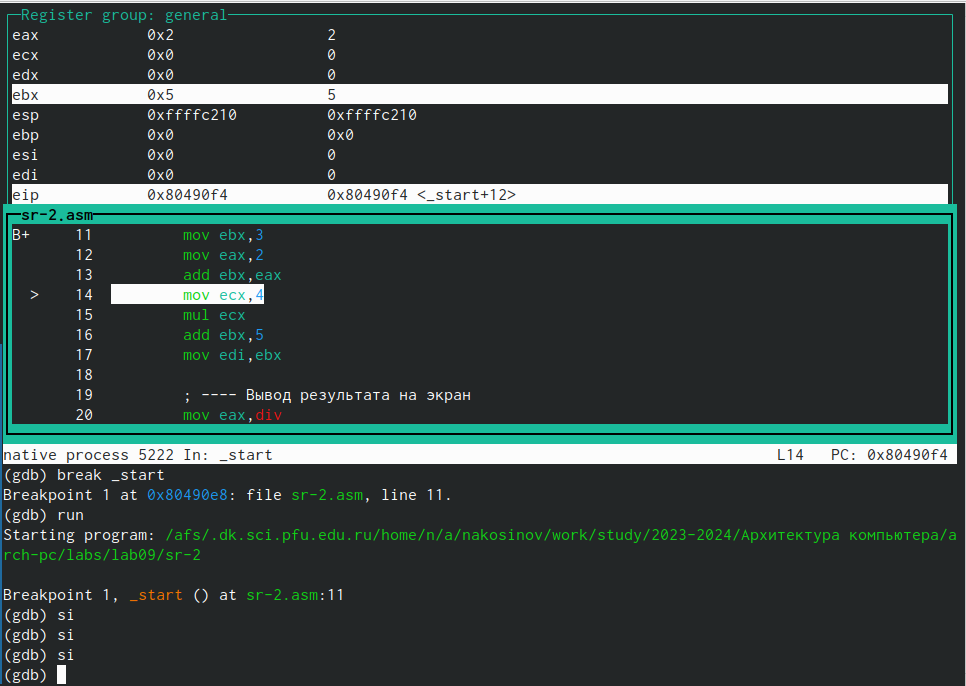 Register group: general
eax 0x2 2
ecx 0x0 0
edx 0x0 0
ebx 0x5 5
esp 0xffffc210 0xffffc210
ebp 0x0 0x0
esi 0x0 0
edi 0x0 0
eip 0x80490f4 0x80490f4 <_start+12>
sr-2.asm
B+ 11 mov ebx,3
12 mov eax,2
13 add ebx,eax
> 14 mov ecx,4
15 mul ecx
16 add ebx,5
17 mov edi,ebx
18
19 ; ---- Вывод результата на экран
20 mov eax,div
native process 5222 In: _start L14 PC: 0x80490f4
(gdb) break _start
Breakpoint 1 at 0x80490e8: file sr-2.asm, line 11.
(gdb) run
Starting program: /afs/.dk.sci.pfu.edu.ru/home/n/a/nakosinov/work/study/2023-2024/Архитектура компьютера/a
rch-pc/labs/lab09/sr-2
Breakpoint 1, _start () at sr-2.asm:11
(gdb) si
(gdb) si
(gdb) si
(gdb)